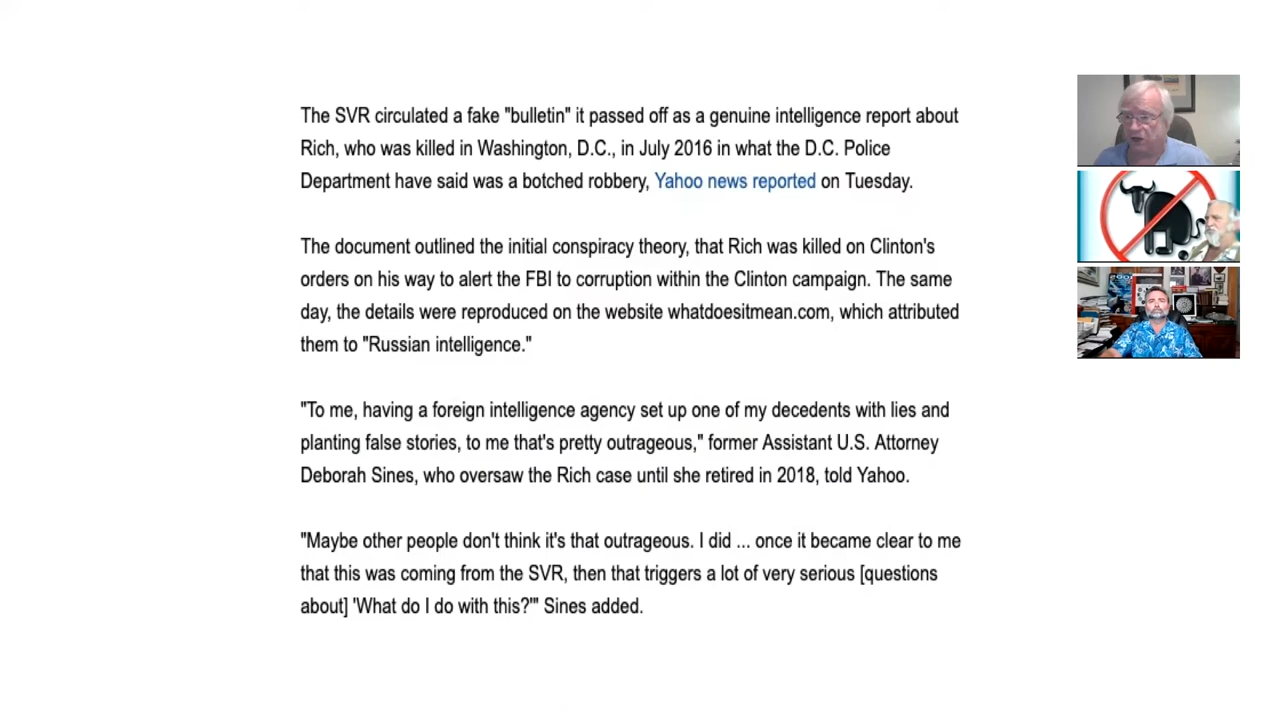 The SVR circulated a fake "bulletin" it passed off as a genuine intelligence report about
Rich, who was killed in Washington, D.C., in July 2016 in what the D.C. Police
Department have said was a botched robbery, Yahoo news reported on Tuesday.
The document outlined the initial conspiracy theory, that Rich was killed on Clinton's
orders on his way to alert the FBI to corruption within the Clinton campaign. The same
day, the details were reproduced on the website whatdoesitmean.com, which attributed
them to "Russian intelligence."
"To me, having a foreign intelligence agency set up one of my decedents with lies and
planting false stories, to me that's pretty outrageous," former Assistant U.S. Attorney
Deborah Sines, who oversaw the Rich case until she retired in 2018, told Yahoo.
"Maybe other people don't think it's that outrageous. I did ... once it became clear to me
that this was coming from the SVR, then that triggers a lot of very serious [questions
about] 'What do I do with this?'" Sines added.